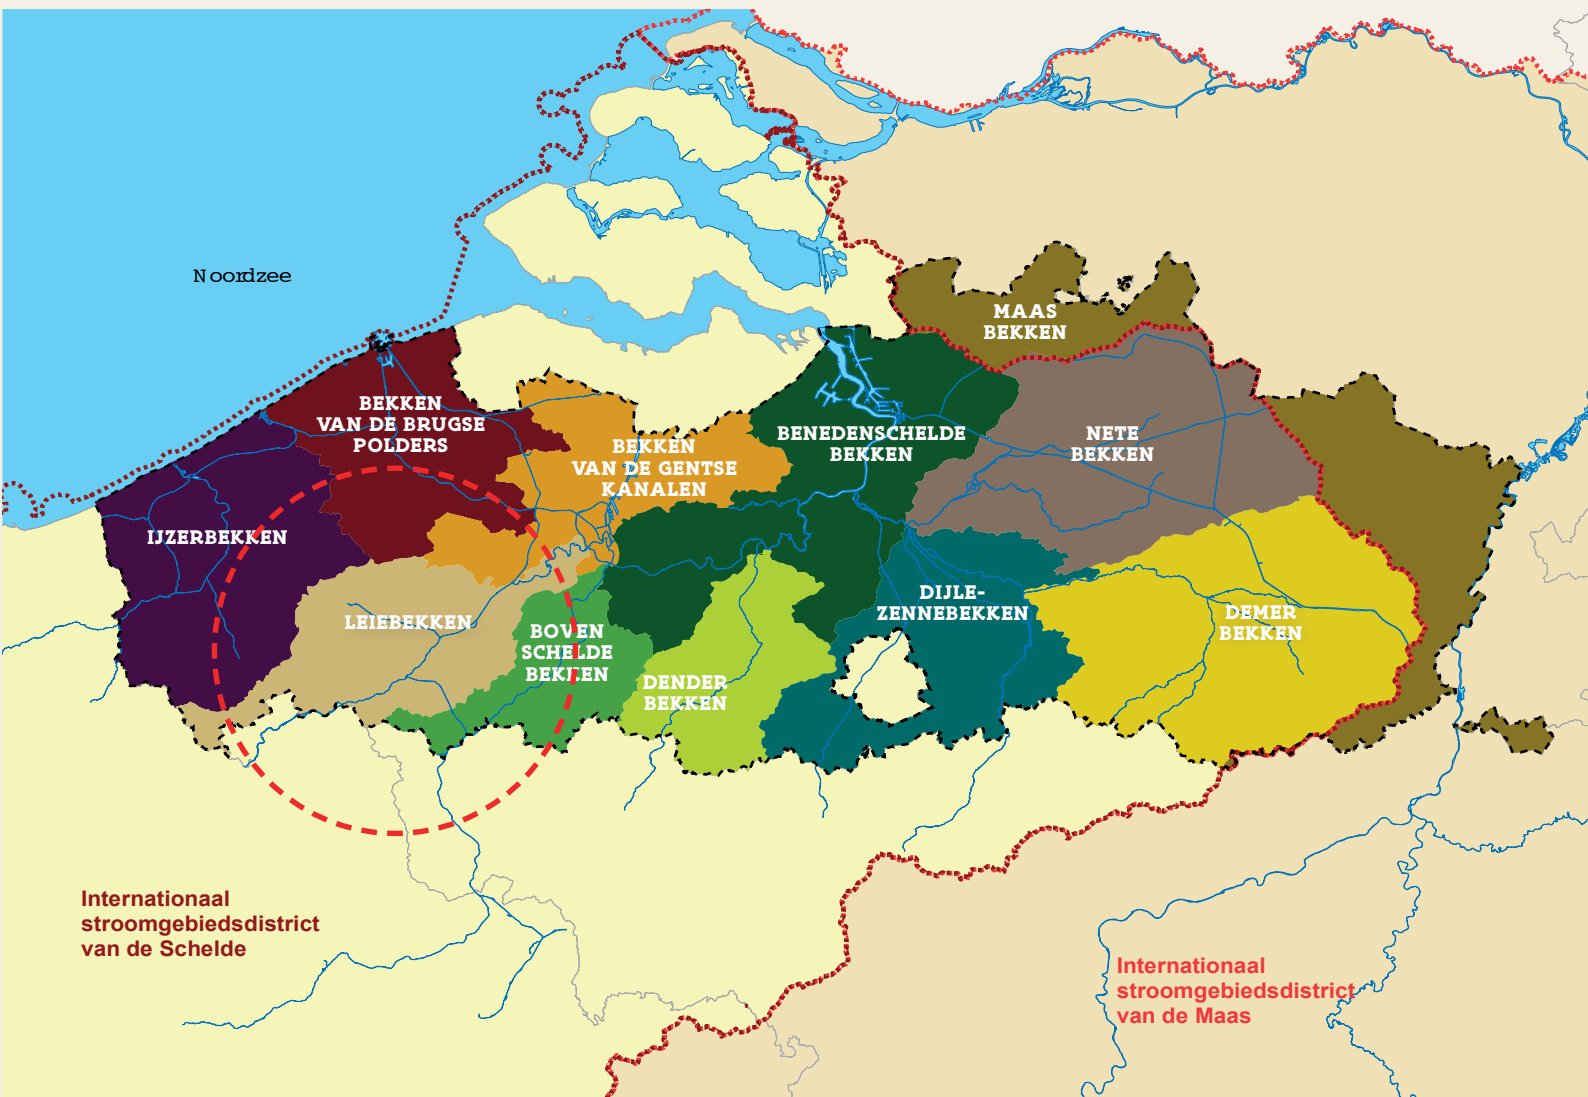 Noordzee
MAAS
BEKKEN
BEKKEN
VAN DE BRUGSE
POLDERS
BEKKEN
VAN DE GENTSE
KANALEN
BENEDENSCHELDE
BEKKEN
NETE
BEKKEN
IJZERBEKKEN
LEIEBEKKEN
BOVEN
SCHELDE
BEKKEN
DENDER
BEKKEN
DIJLE-
ZENNEBEKKEN
DEMER
BEKKEN
Internationaal
stroomgebiedsdistrict
van de Schelde
Internationaal
stroomgebiedsdistrict
van de Maas